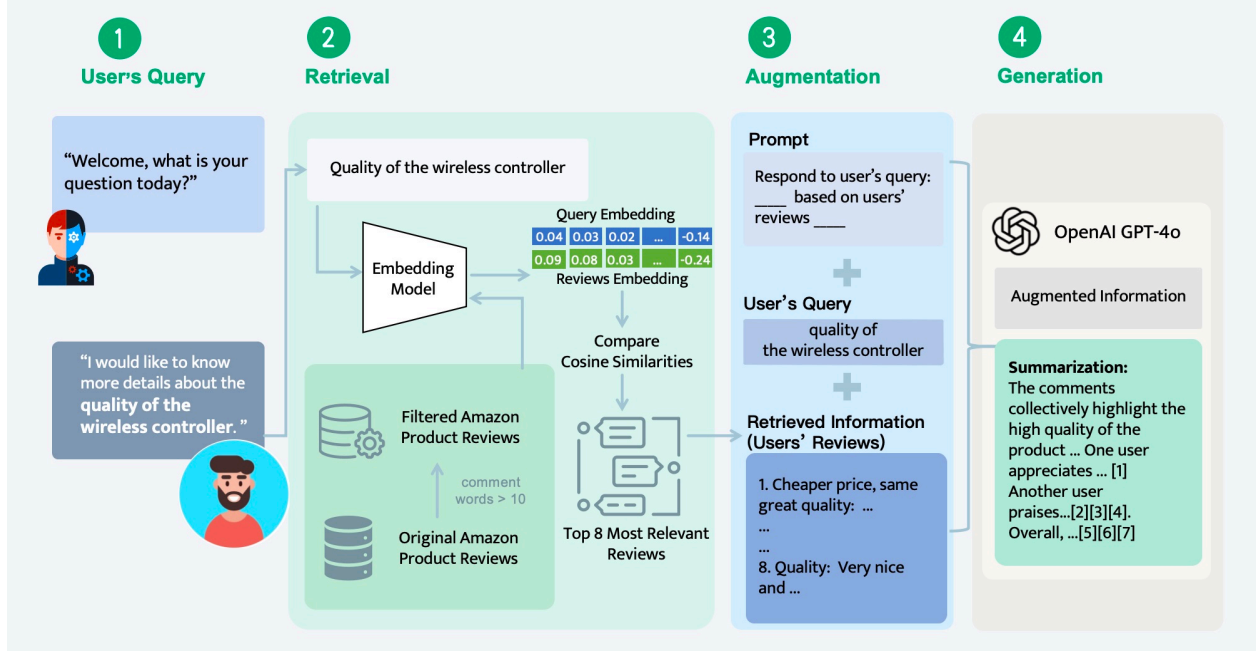 1
User's Query
“Welcome, what is your
question today?”
“I would like to know
more details about the
quality of the
wireless controller. ”
2
Retrieval
Quality of the wireless controller
Embedding
Model
Query Embedding
0.04 0.03 0.02 ... -0.14
0.09 0.08 0.03 ... -0.24
Reviews Embedding
Compare
Cosine Similarities
Filtered Amazon
Product Reviews
comment
words > 10
Original Amazon
Product Reviews
Top 8 Most Relevant
Reviews
3
Augmentation
Prompt
Respond to user's query:
____ based on users'
reviews ____
User's Query
quality of
the wireless controller
Retrieved Information
(Users' Reviews)
1. Cheaper price, same
great quality: ...
...
...
8. Quality: Very nice
and ...
4
Generation
OpenAI GPT-4o
Augmented Information
Summarization:
The comments
collectively highlight the
high quality of the
product ... One user
appreciates ... [1]
Another user
praises...[2][3][4].
Overall, ...[5][6][7]